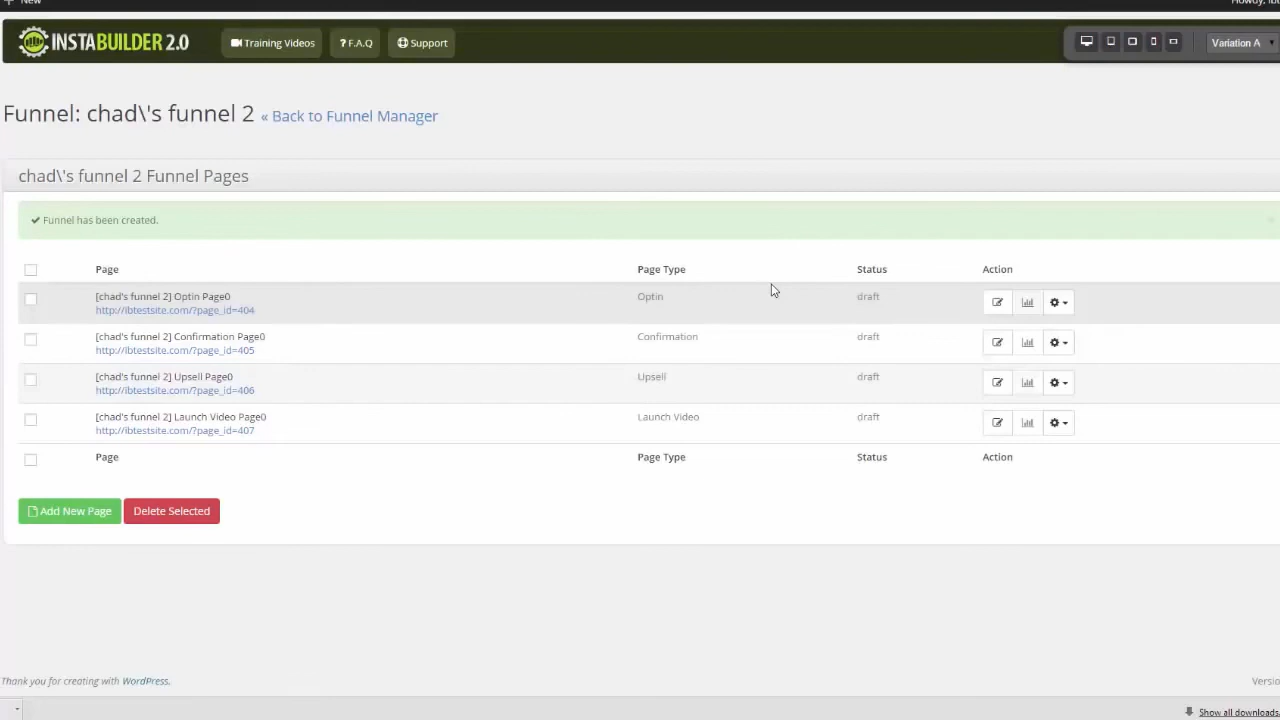 New
INSTABUILDER 2.0
Training Videos
? F.A.Q
Support
Variation A
Funnel: chad\'s funnel 2 « Back to Funnel Manager
chad\'s funnel 2 Funnel Pages
Funnel has been created.
Page Page Type Status Action
[chad's funnel 2] Optin Page0 Optin draft
http://ibtestsite.com/?page_id=404
[chad's funnel 2] Confirmation Page0 Confirmation draft
http://ibtestsite.com/?page_id=405
[chad's funnel 2] Upsell Page0 Upsell draft
http://ibtestsite.com/?page_id=406
[chad's funnel 2] Launch Video Page0 Launch Video draft
http://ibtestsite.com/?page_id=407
Page Page Type Status Action
Add New Page Delete Selected
Thank you for creating with WordPress. Versio
Show all downloads